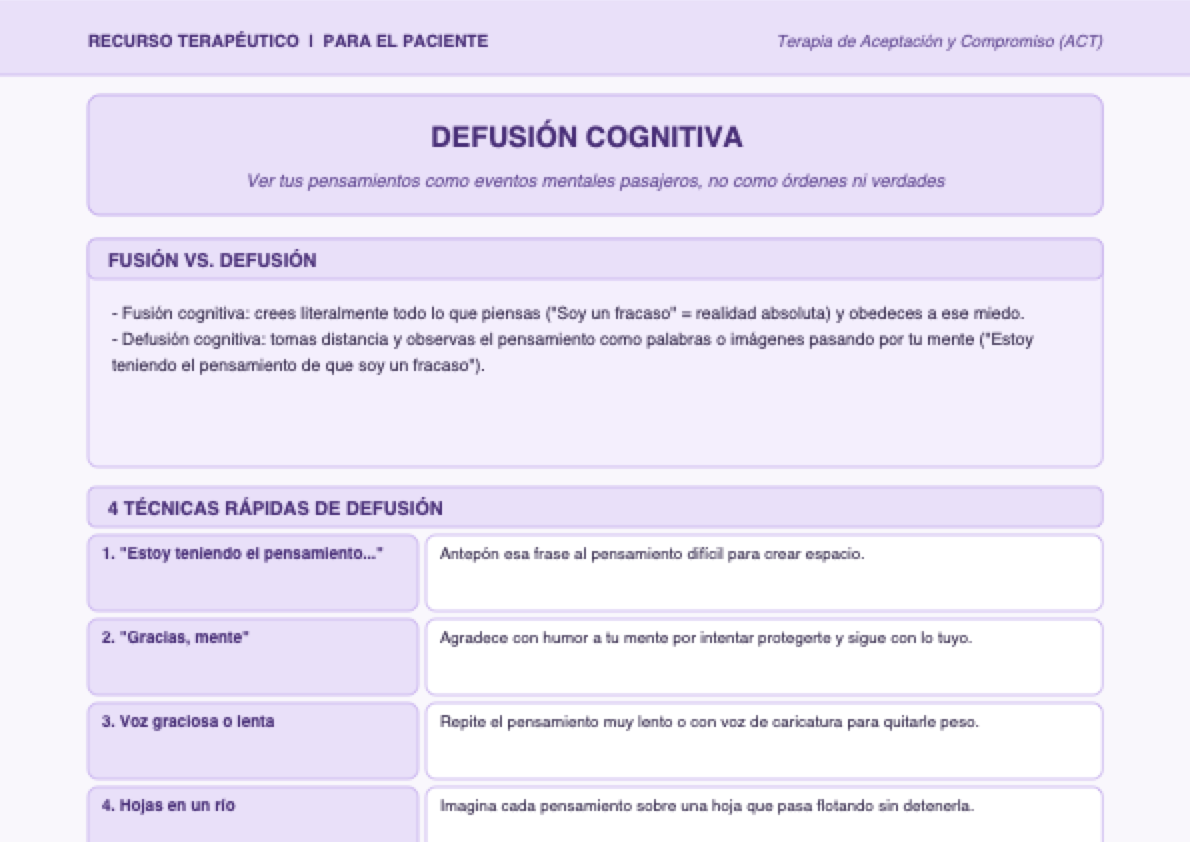 RECURSO TERAPÉUTICO | PARA EL PACIENTE
Terapia de Aceptación y Compromiso (ACT)
DEFUSIÓN COGNITIVA
Ver tus pensamientos como eventos mentales pasajeros, no como órdenes ni verdades
FUSIÓN VS. DEFUSIÓN
- Fusión cognitiva: crees literalmente todo lo que piensas ("Soy un fracaso" = realidad absoluta) y obedeces a ese miedo.
- Defusión cognitiva: tomas distancia y observas el pensamiento como palabras o imágenes pasando por tu mente ("Estoy
teniendo el pensamiento de que soy un fracaso").
4 TÉCNICAS RÁPIDAS DE DEFUSIÓN
1. "Estoy teniendo el pensamiento..."
Antepón esa frase al pensamiento difícil para crear espacio.
2. "Gracias, mente"
Agradece con humor a tu mente por intentar protegerte y sigue con lo tuyo.
3. Voz graciosa o lenta
Repite el pensamiento muy lento o con voz de caricatura para quitarle peso.
4. Hojas en un río
Imagina cada pensamiento sobre una hoja que pasa flotando sin detenerla.